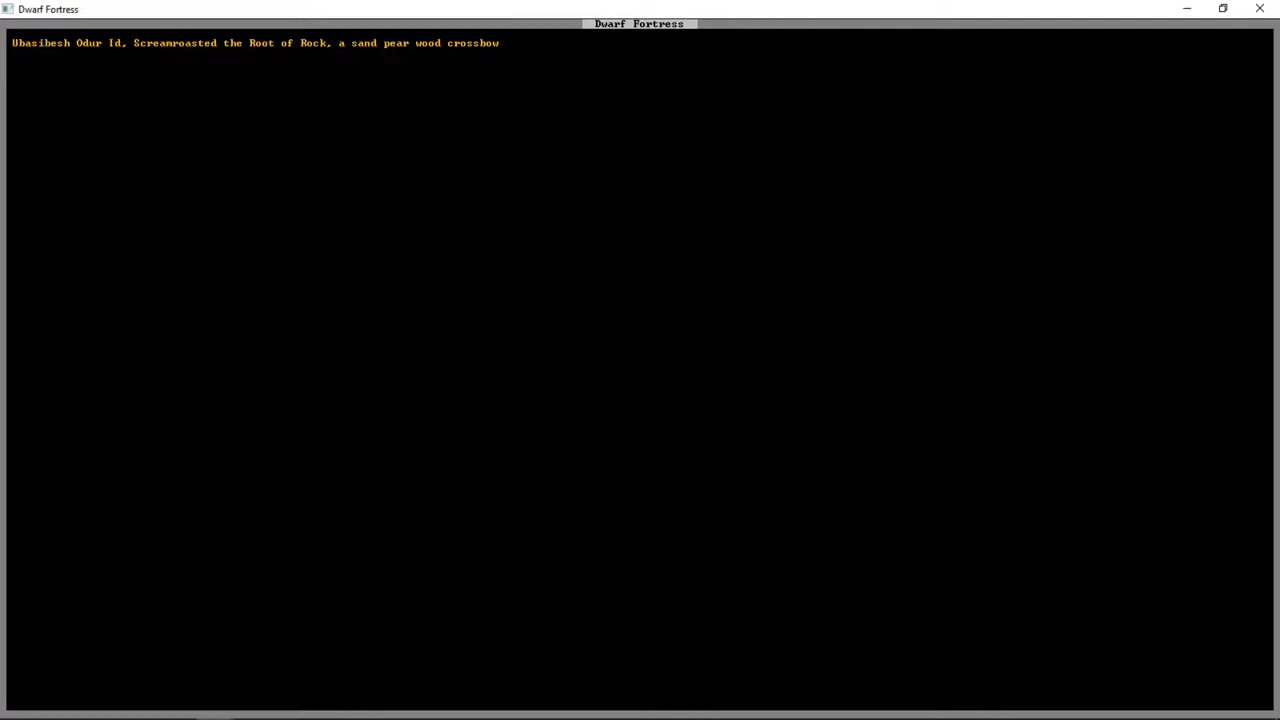 Dwarf Fortress
Dwarf Fortress
Ubasibesh Odur Id, Screamroasted the Root of Rock, a sand pear wood crossbow